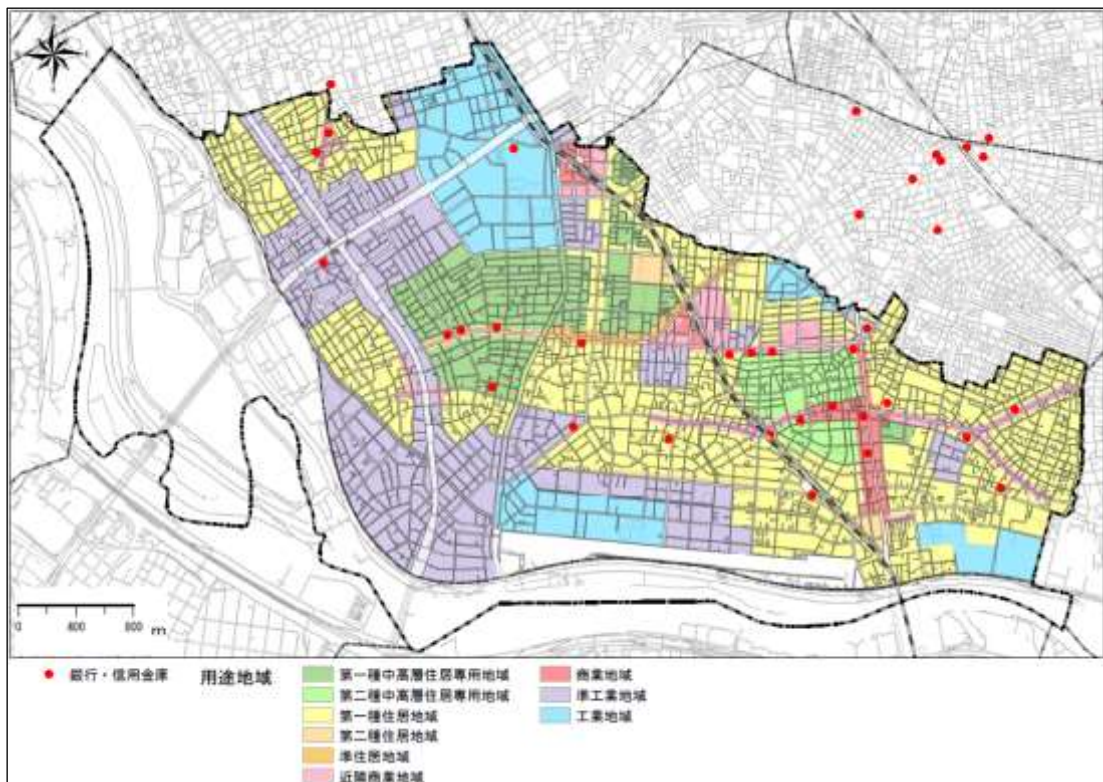 0 400 800 m
銀行・信用金庫
用途地域
第一種中高層住居専用地域
第二種中高層住居専用地域
第一種住居地域
第二種住居地域
準住居地域
近隣商業地域
商業地域
準工業地域
工業地域